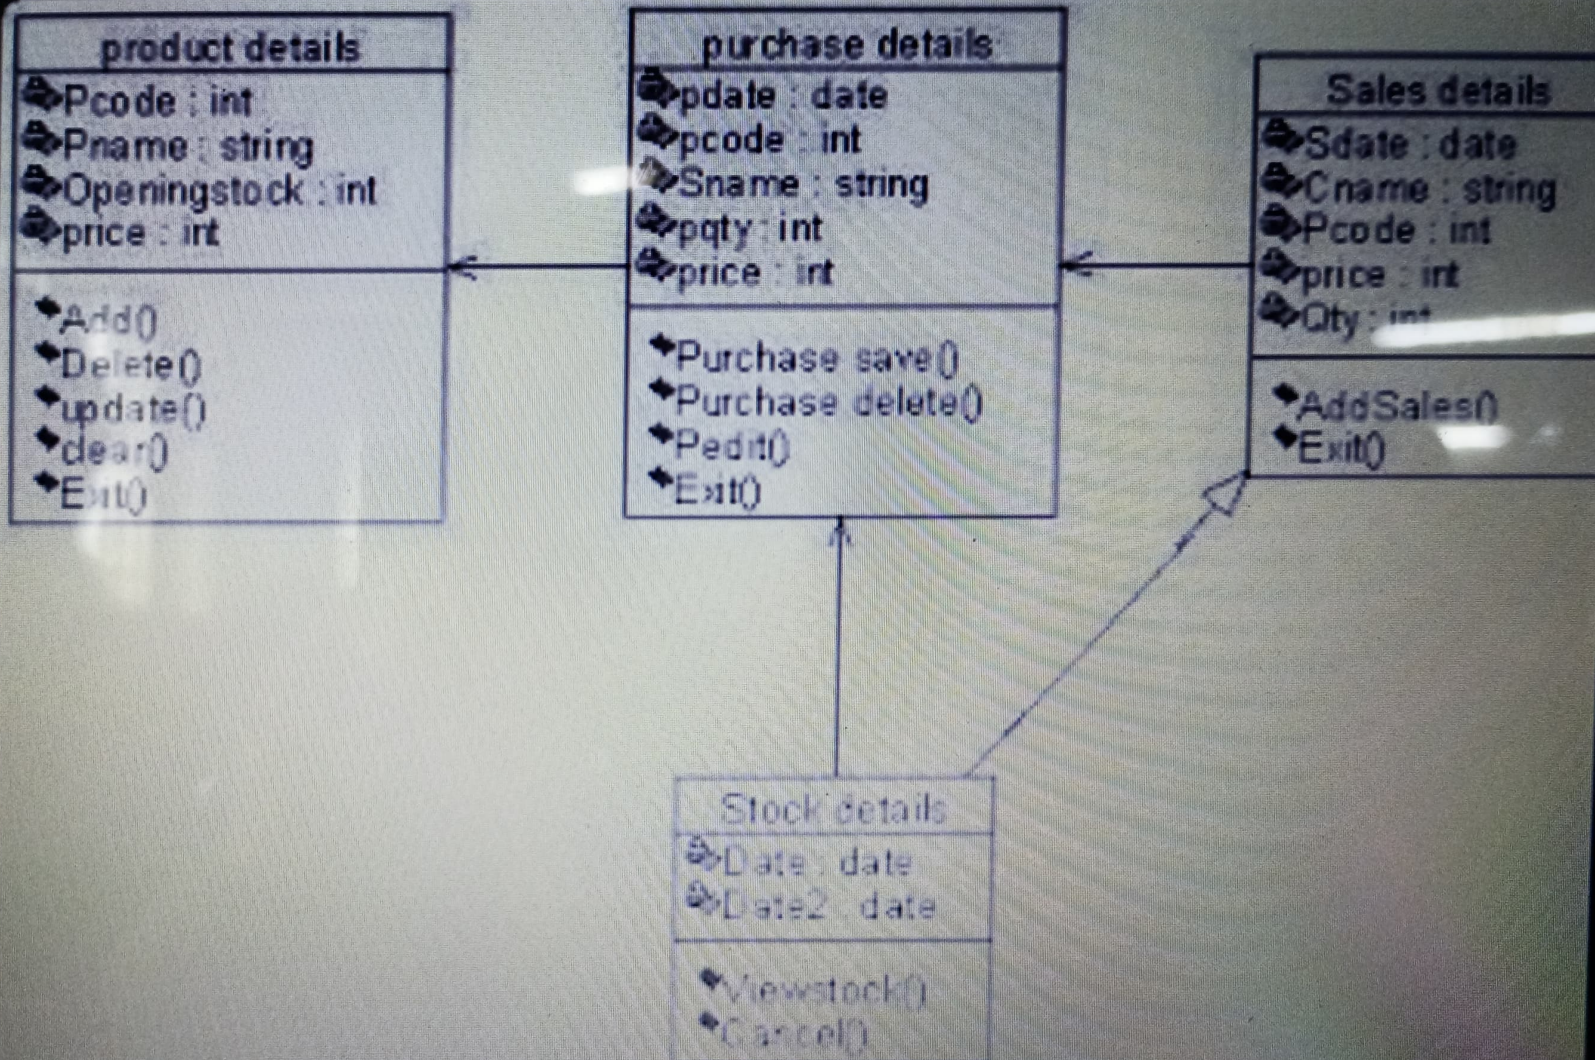 product details
Pcode : int
Pname : string
Openingstock : int
price : int
Add()
Delete()
update()
clear()
Exit()
purchase details
pdate : date
pcode : int
Sname : string
pqty : int
price : int
Purchase save()
Purchase delete()
Pedit()
Exit()
Sales details
Sdate : date
Cname : string
Pcode : int
price : int
Qty : int
AddSales()
Exit()
Stock details
Date : date
Date2 : date
Viewstock()
Cancel()